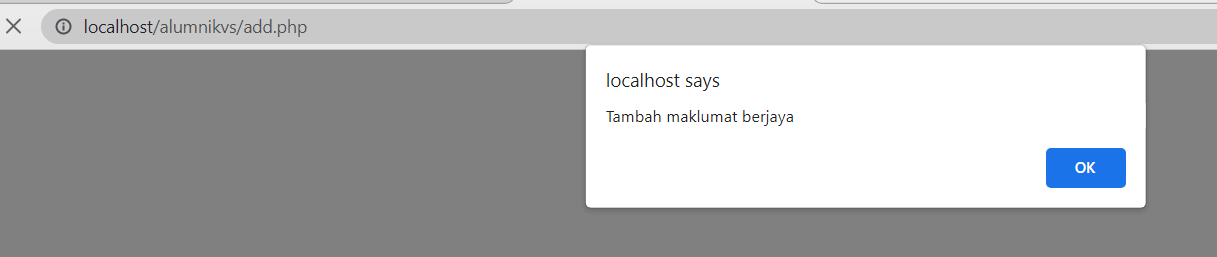 localhost/alumnikvs/add.php
localhost says
Tambah maklumat berjaya
OK